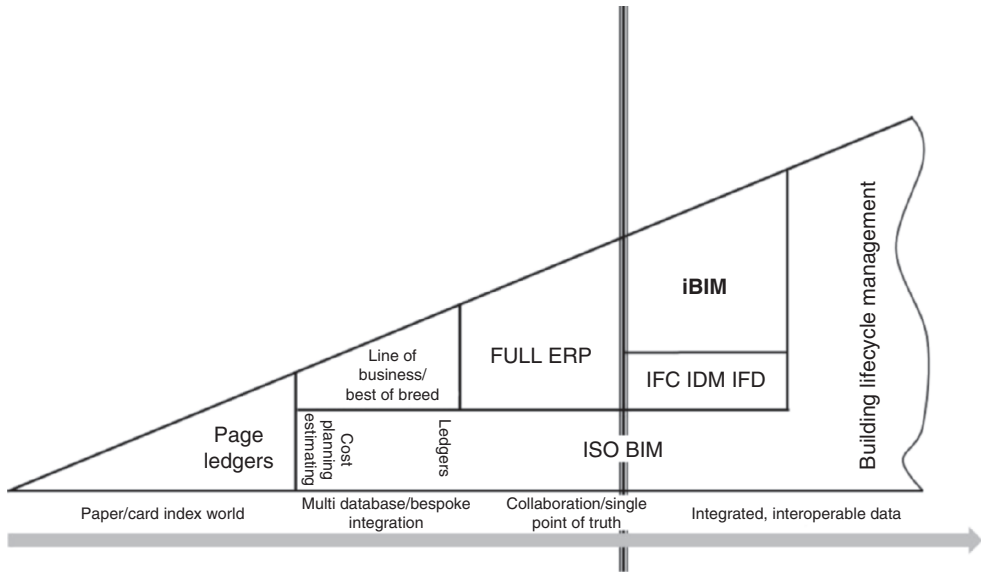 iBIM
Building lifecycle management
Line of
business/
best of breed
FULL ERP
IFC IDM IFD
Page
ledgers
Cost
planning
estimating
Ledgers
ISO BIM
Paper/card index world
Multi database/bespoke
integration
Collaboration/single
point of truth
Integrated, interoperable data